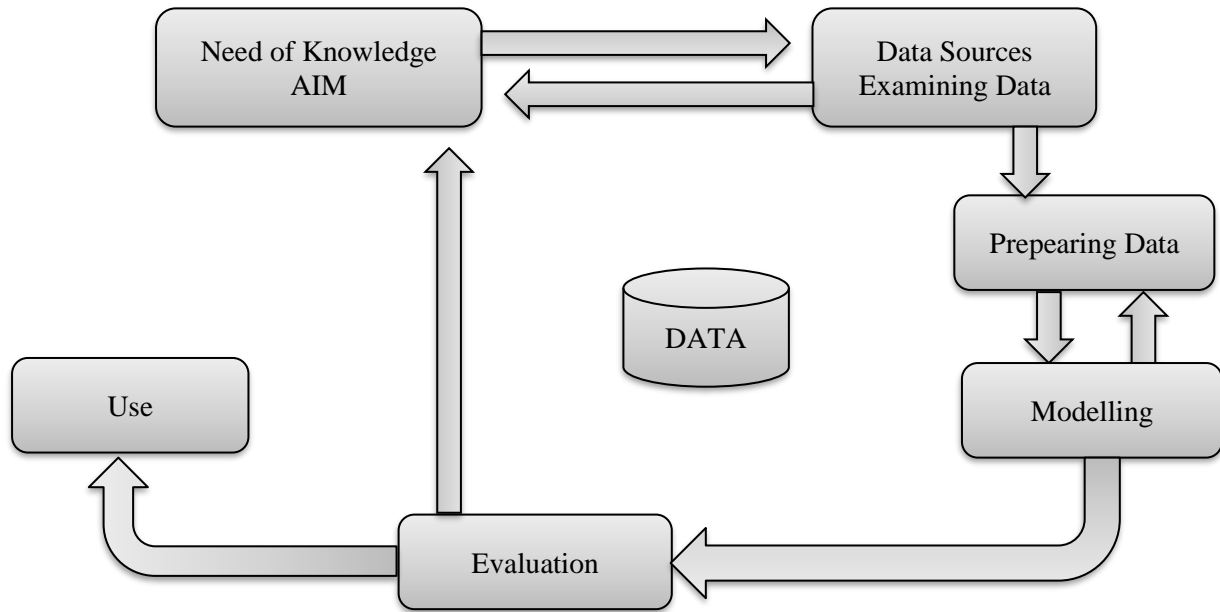 Need of Knowledge
AIM
Data Sources
Examining Data
Prepearing Data
DATA
Use
Modelling
Evaluation